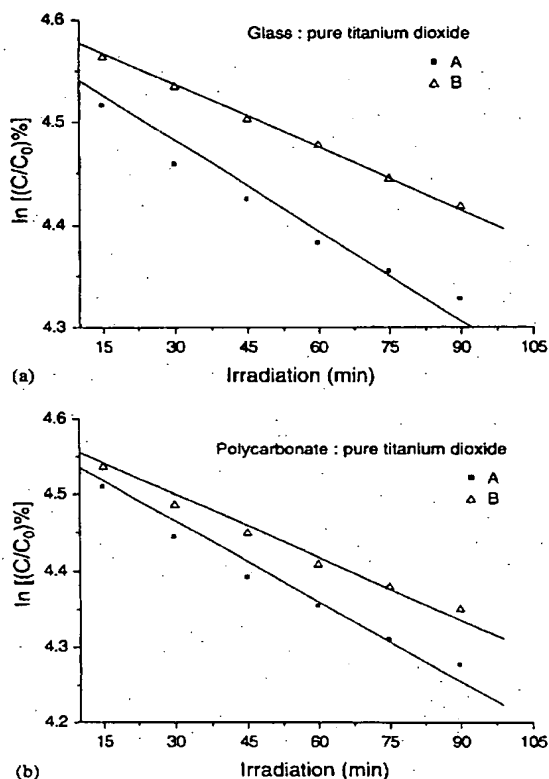 Glass : pure titanium dioxide
A
B
4.6
4.5
4.4
4.3
ln [(C/C0)%]
15 30 45 60 75 90 105
(a)
Irradiation (min)
4.6
Polycarbonate : pure titanium dioxide
A
B
4.5
4.4
4.3
4.2
ln [(C/C0)%]
15 30 45 60 75 90 105
(b)
Irradiation (min)